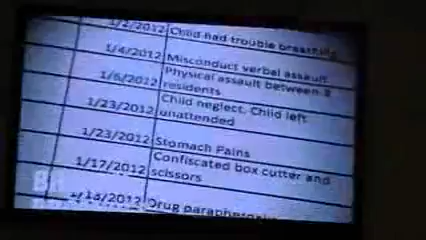 1/2/2012 Child had trouble breathing
1/4/2012 Misconduct verbal assault
Physical assault between 2
1/6/2012 residents
Child neglect, Child left
1/23/2012 unattended
1/23/2012 Stomach Pains
Confiscated box cutter and
1/17/2012 scissors
Drug